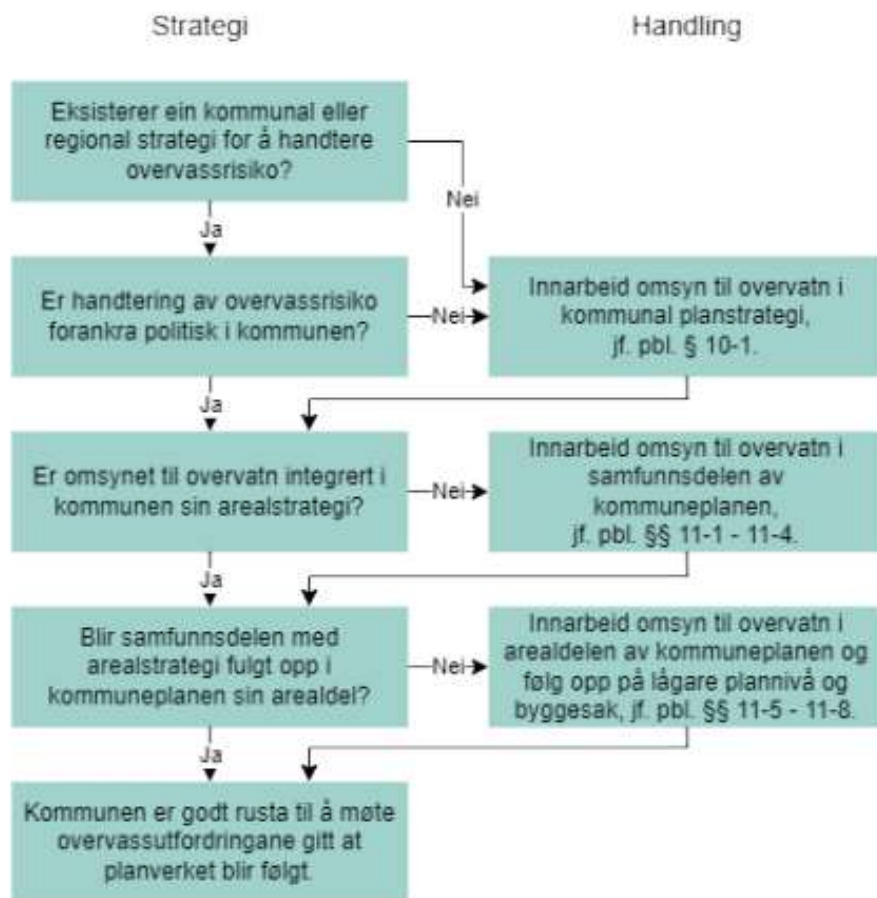 Strategi
Handling
Eksisterer ein kommunal eller
regional strategi for å handtere
overvassrisiko?
Nei
Ja
Er handtering av overvassrisiko
forankra politisk i kommunen?
Nei
Innarbeid omsyn til overvatn i
kommunal planstrategi,
jf. pbl. § 10-1.
Ja
Er omsynet til overvatn integrert i
kommunen sin arealstrategi?
Nei
Innarbeid omsyn til overvatn i
samfunnsdelen av
kommuneplanen,
jf. pbl. §§ 11-1 - 11-4.
Ja
Blir samfunnsdelen med
arealstrategi fulgt opp i
kommuneplanen sin arealdel?
Nei
Innarbeid omsyn til overvatn i
arealdelen av kommuneplanen og
følg opp på lågare plannivå og
byggesak, jf. pbl. §§ 11-5 - 11-8.
Ja
Kommunen er godt rusta til å møte
overvassutfordringane gitt at
planverket blir følgt.